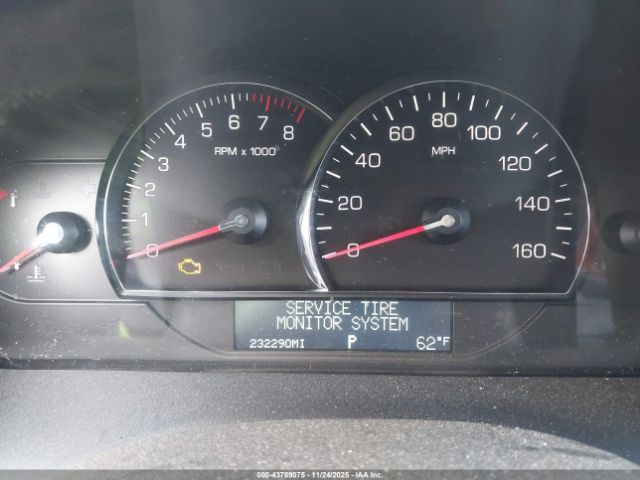 0 1 2 3 4 5 6 7 8
RPM x 1000
0 20 40 60 80 100 120 140 160
MPH
SERVICE TIRE
MONITOR SYSTEM
232290MI P 62°F
000-43789075 - 11/24/2025 - IAA Inc.